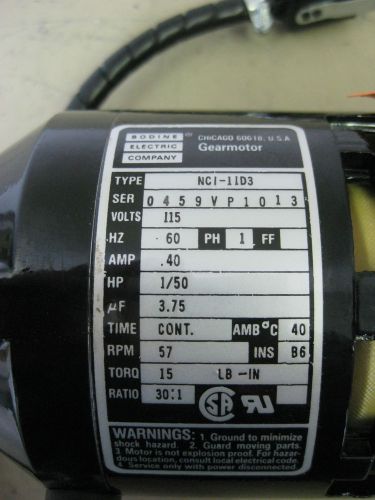 BODINE ® CHICAGO 60618, U.S.A.
ELECTRIC Gearmotor
COMPANY
TYPE NCI-11D3
SER 0459VP1013
VOLTS 115
HZ 60 PH 1 FF
AMP .40
HP 1/50
µF 3.75
TIME CONT. AMB°C 40
RPM 57 INS B6
TORQ 15 LB-IN
RATIO 30:1 SA
WARNINGS: 1. Ground to minimize
shock hazard. 2. Guard moving parts.
3. Motor is not explosion proof. For hazar-
dous location, consult local electrical code.
4. Service only with power disconnected.